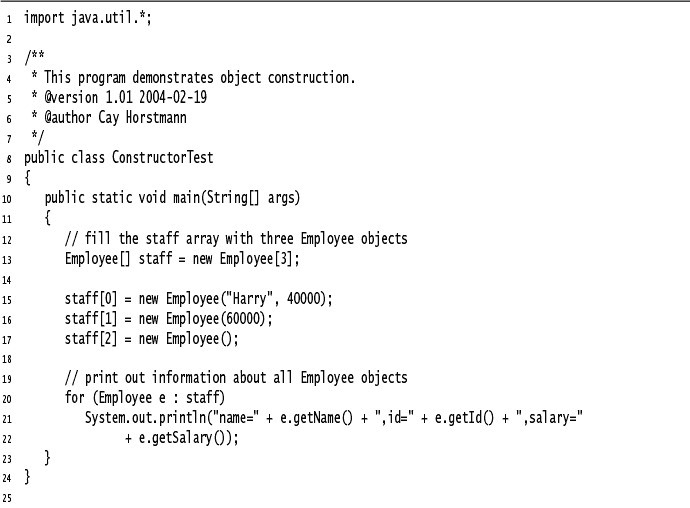 1 import java.util.*;
2
3 /**
4  * This program demonstrates object construction.
5  * @version 1.01 2004-02-19
6  * @author Cay Horstmann
7  */
8 public class ConstructorTest
9 {
10    public static void main(String[] args)
11    {
12       // fill the staff array with three Employee objects
13       Employee[] staff = new Employee[3];
14
15       staff[0] = new Employee("Harry", 40000);
16       staff[1] = new Employee(60000);
17       staff[2] = new Employee();
18
19       // print out information about all Employee objects
20       for (Employee e : staff)
21          System.out.println("name=" + e.getName() + ",id=" + e.getId() + ",salary="
22                + e.getSalary());
23    }
24 }
25